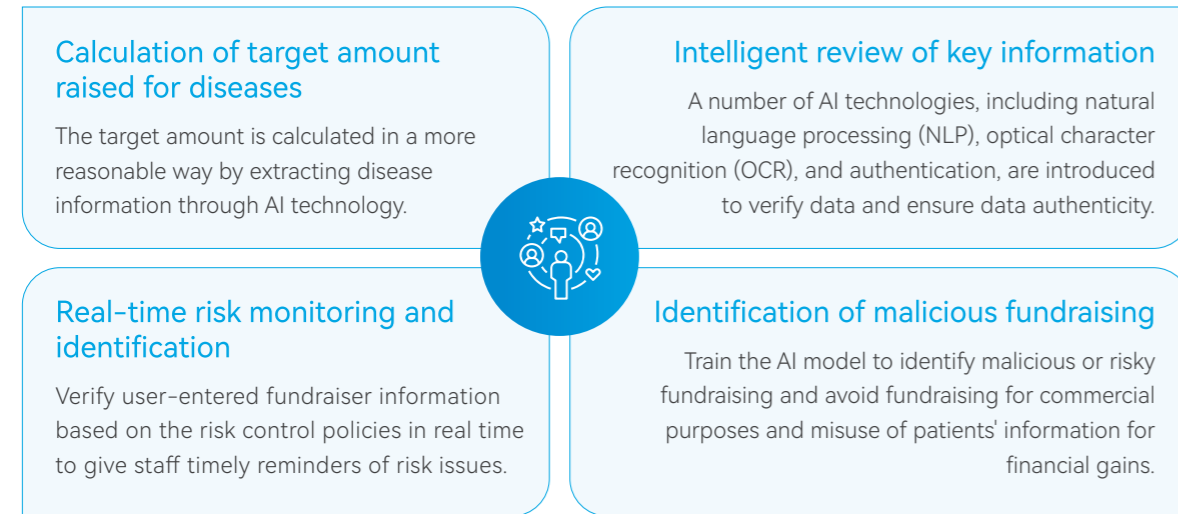 Calculation of target amount
raised for diseases
The target amount is calculated in a more
reasonable way by extracting disease
information through AI technology.
Intelligent review of key information
A number of AI technologies, including natural
language processing (NLP), optical character
recognition (OCR), and authentication, are introduced
to verify data and ensure data authenticity.
Real-time risk monitoring and
identification
Verify user-entered fundraiser information
based on the risk control policies in real time
to give staff timely reminders of risk issues.
Identification of malicious fundraising
Train the AI model to identify malicious or risky
fundraising and avoid fundraising for commercial
purposes and misuse of patients' information for
financial gains.